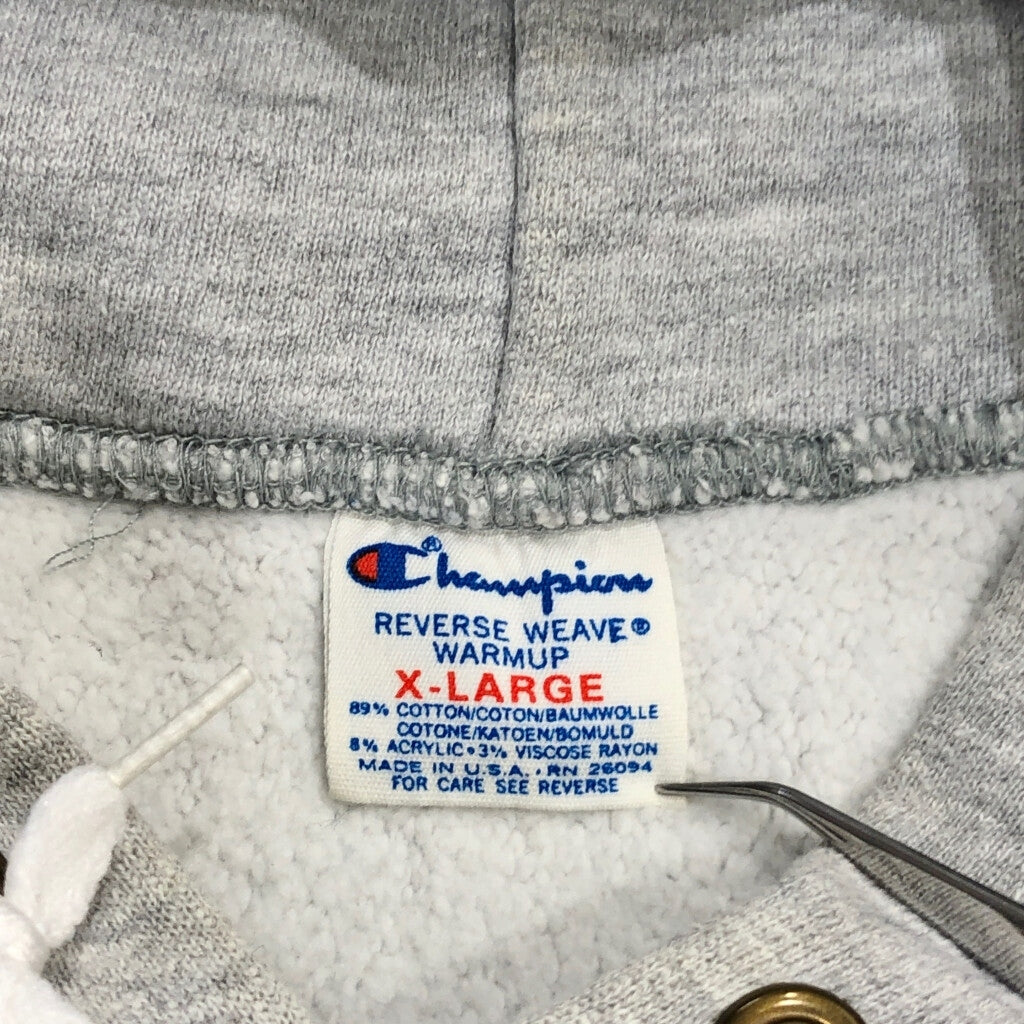 Champion®
REVERSE WEAVE®
WARMUP
X-LARGE
89% COTTON/COTON/BAUMWOLLE
COTONE/KATOEN/BOMULD
8% ACRYLIC•3% VISCOSE RAYON
MADE IN U.S.A. • RN 26094
FOR CARE SEE REVERSE